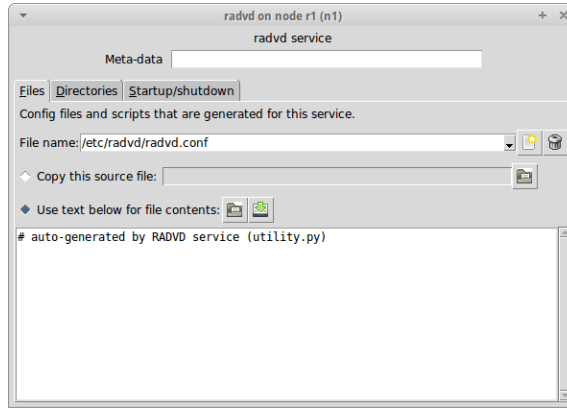 radvd on node r1 (n1)
radvd service
Meta-data
Files Directories Startup/shutdown
Config files and scripts that are generated for this service.
File name: /etc/radvd/radvd.conf
Copy this source file:
Use text below for file contents:
# auto-generated by RADVD service (utility.py)